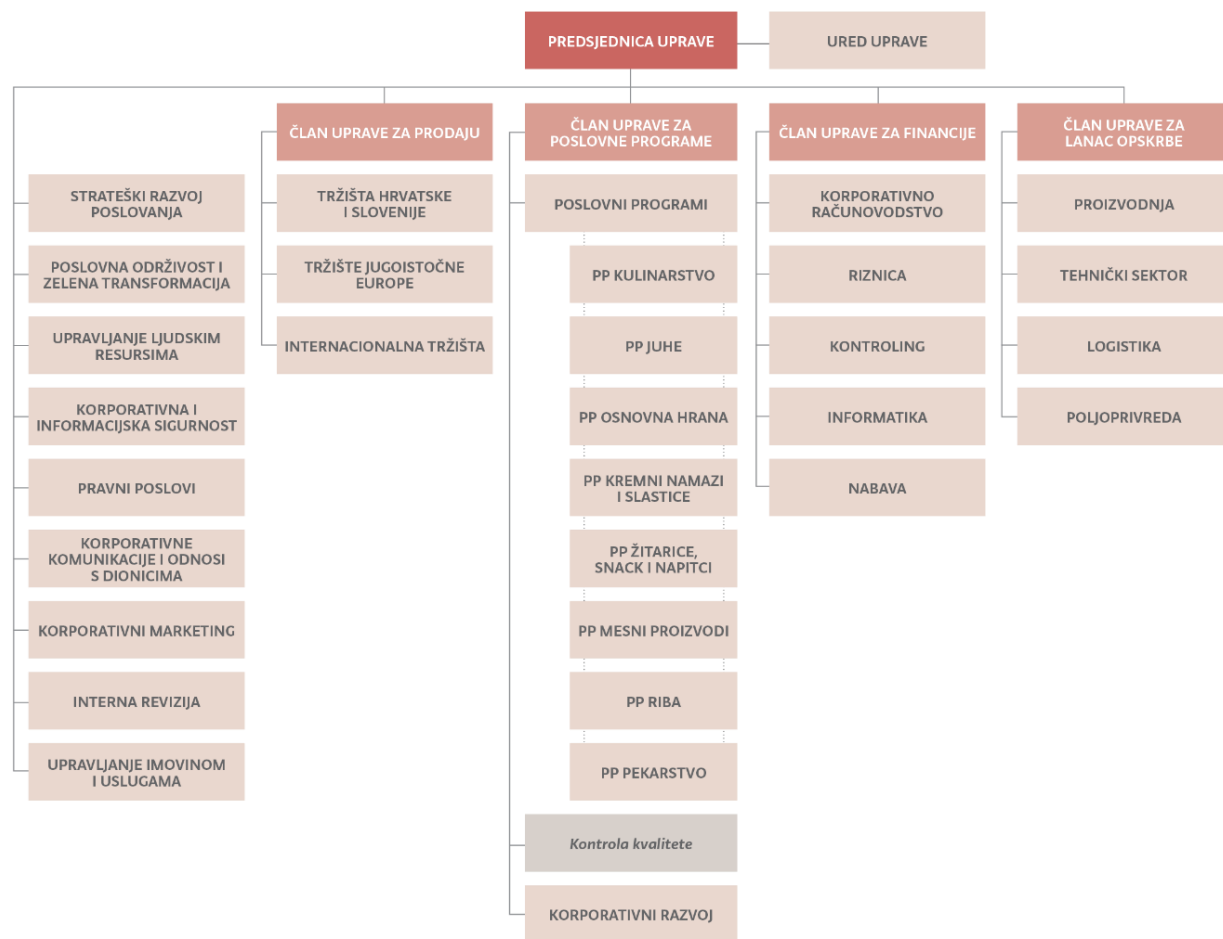 PREDSJEDNICA UPRAVE
URED UPRAVE
STRATEŠKI RAZVOJ
POSLOVANJA
POSLOVNA ODRŽIVOST I
ZELENA TRANSFORMACIJA
UPRAVLJANJE LJUDSKIM
RESURSIMA
KORPORATIVNA I
INFORMACIJSKA SIGURNOST
PRAVNI POSLOVI
KORPORATIVNE
KOMUNIKACIJE I ODNOSI
S DIONICIMA
KORPORATIVNI MARKETING
INTERNA REVIZIJA
UPRAVLJANJE IMOVINOM
I USLUGAMA
ČLAN UPRAVE ZA PRODAJU
TRŽIŠTA HRVATSKE
I SLOVENIJE
TRŽIŠTE JUGOISTOČNE
EUROPE
INTERNACIONALNA TRŽIŠTA
ČLAN UPRAVE ZA
POSLOVNE PROGRAME
POSLOVNI PROGRAMI
PP KULINARSTVO
PP JUHE
PP OSNOVNA HRANA
PP KREMNI NAMAZI
I SLASTICE
PP ŽITARICE,
SNACK I NAPITCI
PP MESNI PROIZVODI
PP RIBA
PP PEKARSTVO
Kontrola kvalitete
KORPORATIVNI RAZVOJ
ČLAN UPRAVE ZA FINANCIJE
KORPORATIVNO
RAČUNOVODSTVO
RIZNICA
KONTROLING
INFORMATIKA
NABAVA
ČLAN UPRAVE ZA
LANAC OPSKRBE
PROIZVODNJA
TEHNIČKI SEKTOR
LOGISTIKA
POLJOPRIVREDA